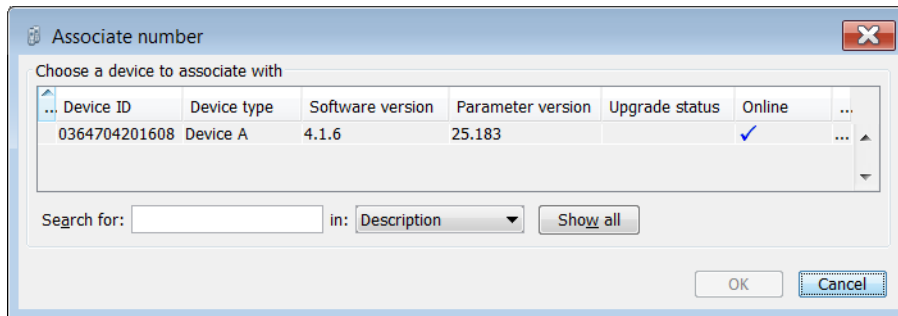 Associate number
Choose a device to associate with
... Device ID Device type Software version Parameter version Upgrade status Online ...
0364704201608 Device A 4.1.6 25.183 ...
Search for: in: Description Show all
OK Cancel